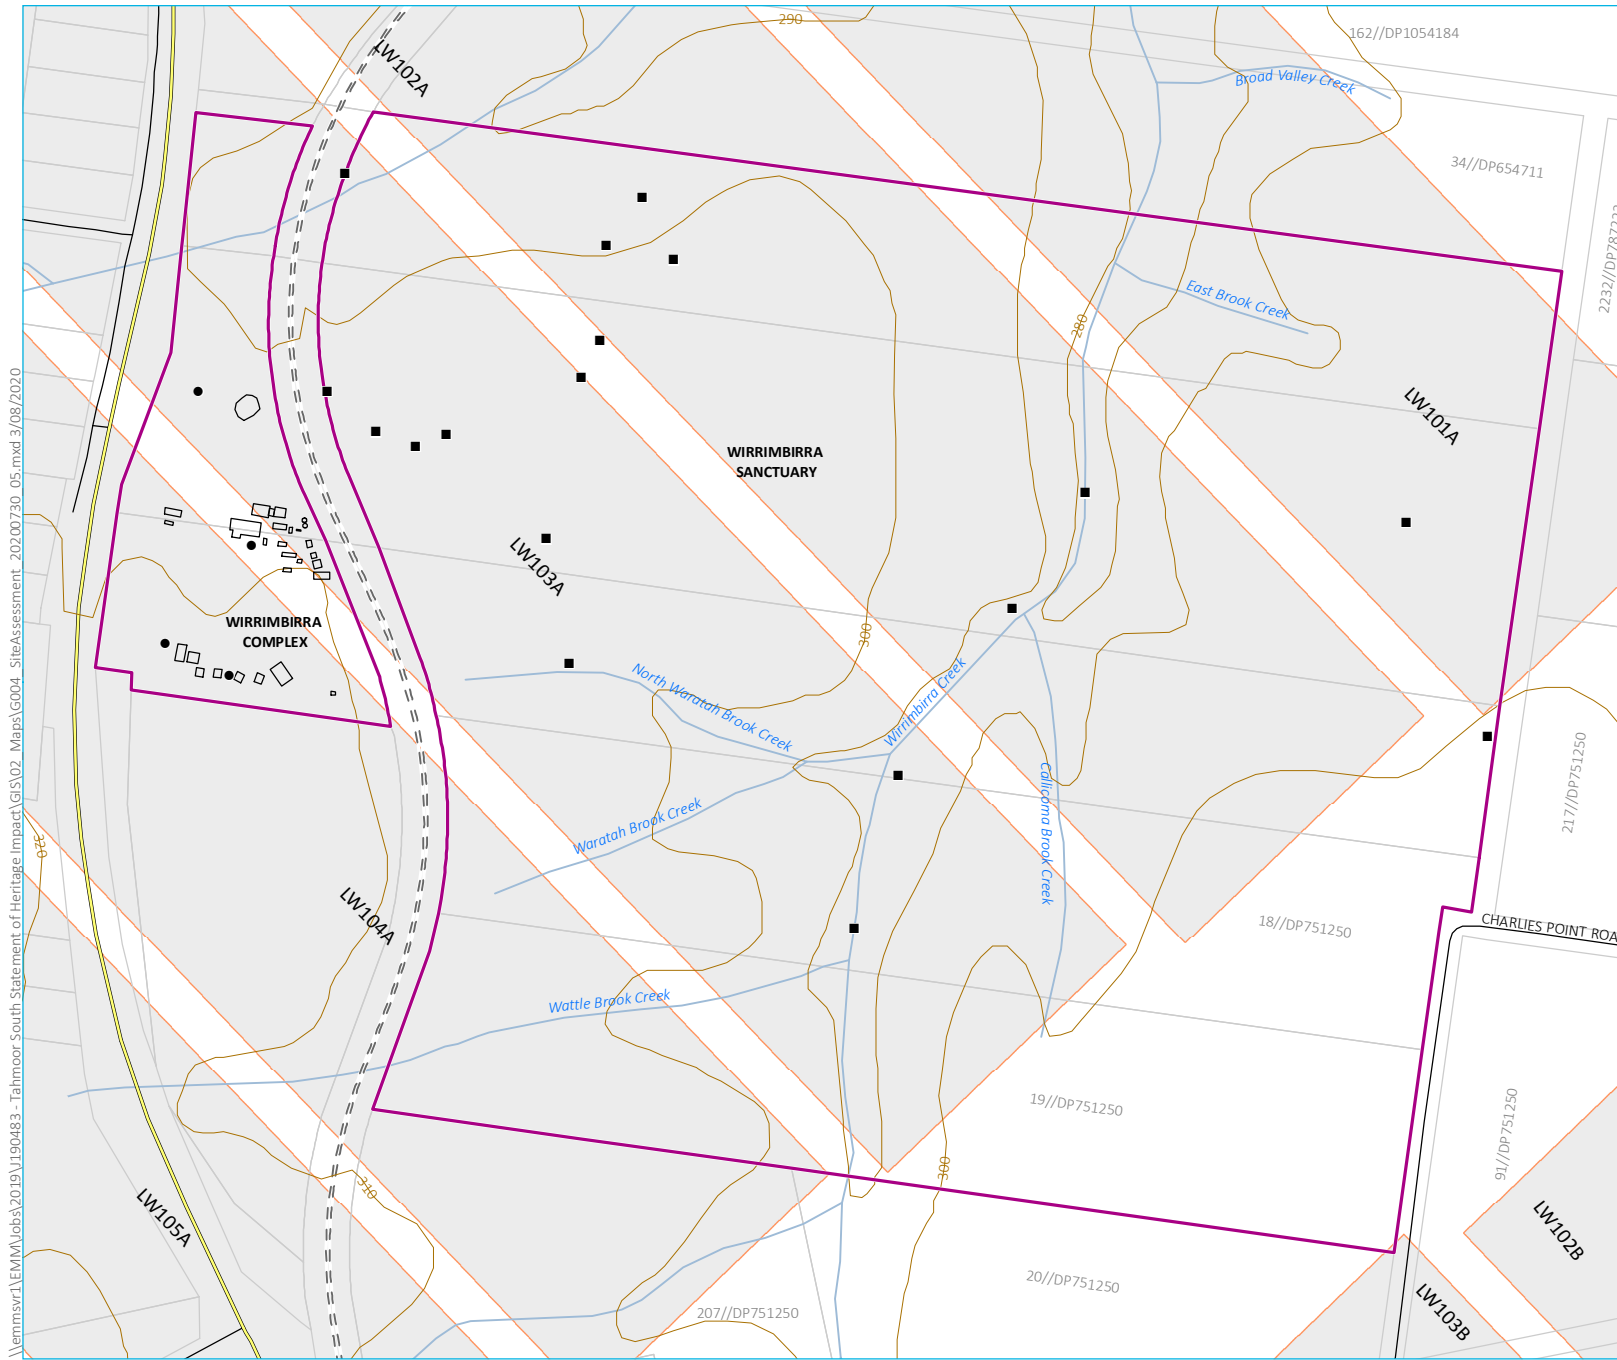 290
162//DP1054184
LW102A
Broad Valley Creek
34//DP654711
East Brook Creek
280
LW101A
WIRRIMBIRRA
SANCTUARY
LW103A
WIRRIMBIRRA
COMPLEX
300
North Waratah Brook Creek
Wirrimbirra Creek
217//DP751250
Callicoma Brook Creek
Waratah Brook Creek
320
LW104A
18//DP751250
CHARLIES POINT ROA
Wattle Brook Creek
19//DP751250
91//DP751250
300
310
LW105A
LW102B
20//DP751250
207//DP751250
LW103B
\\emmsvr1\EMM\Jobs\2019\J190483 - Tahmoor South Statement of Heritage Impact\GIS\02_Maps\G004_SiteAssessment_20200730_05.mxd 3/08/2020